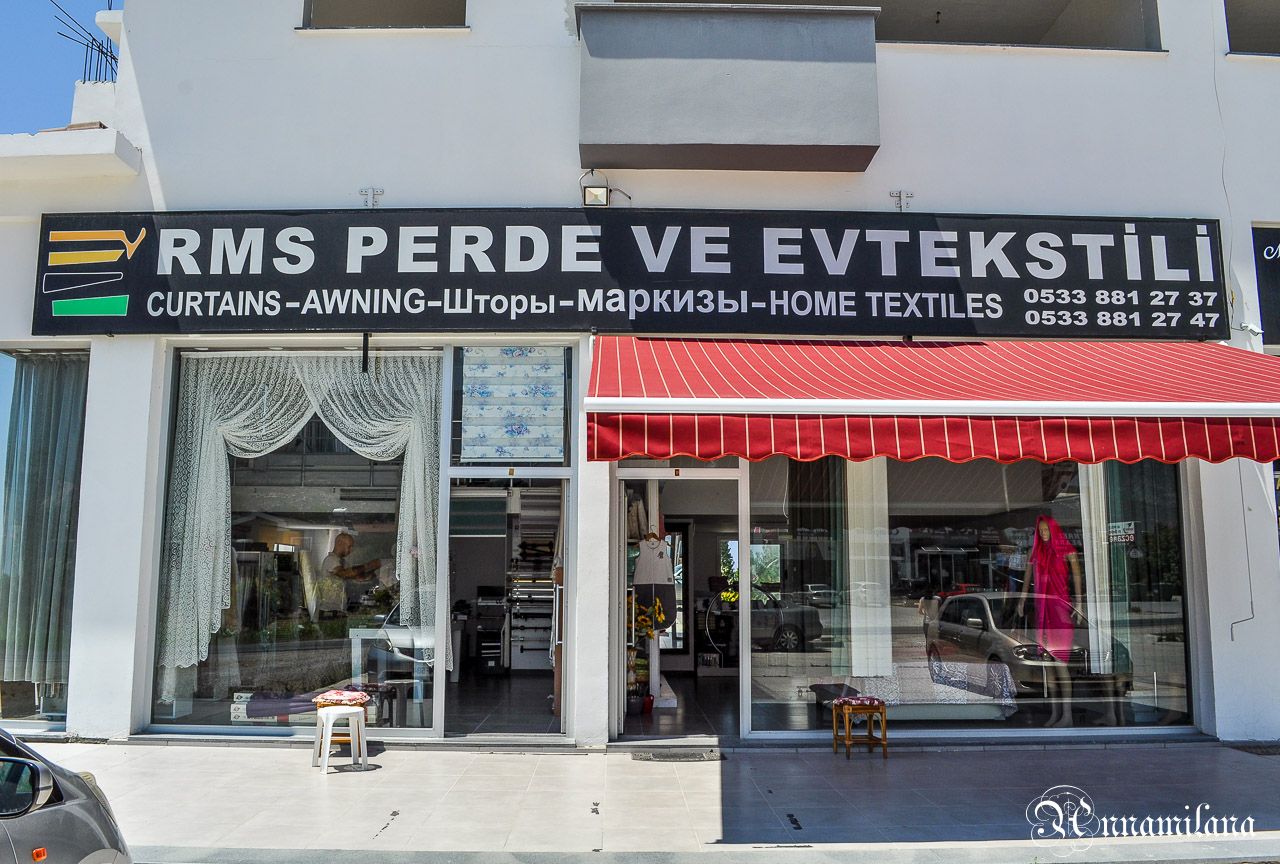 RMS PERDE VE EVTEKSTİLİ
CURTAINS-AWNING-Шторы-маркизы-HOME TEXTILES
0533 881 27 37
0533 881 27 47
Annamilana